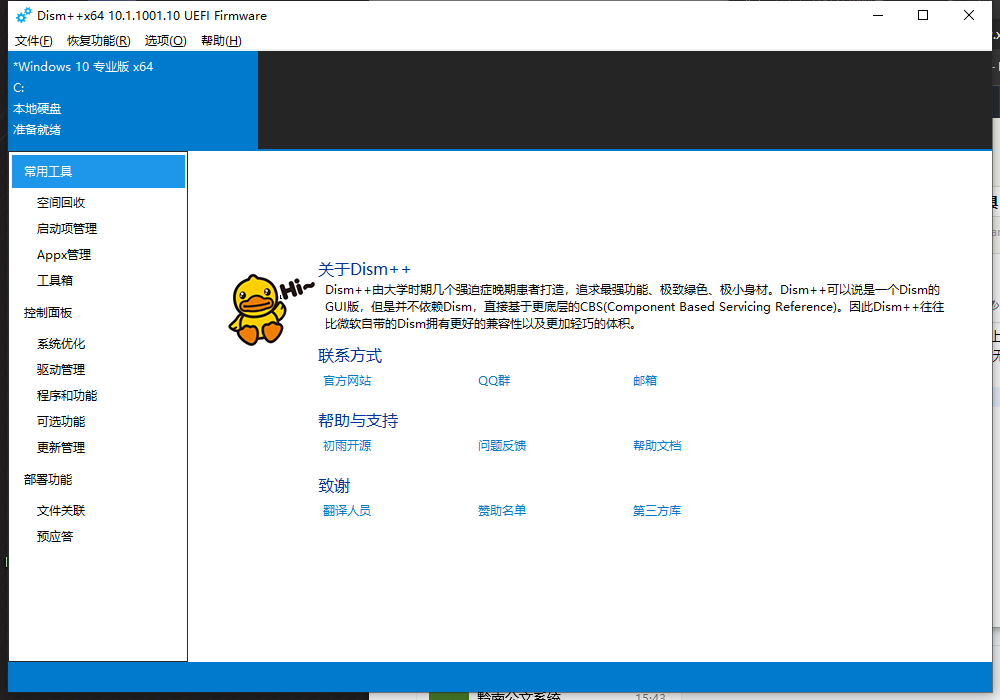 Dism++x64 10.1.1001.10 UEFI Firmware
文件(F) 恢复功能(R) 选项(O) 帮助(H)
*Windows 10 专业版 x64
C:
本地硬盘
准备就绪
常用工具
空间回收
启动项管理
Appx管理
工具箱
控制面板
系统优化
驱动管理
程序和功能
可选功能
更新管理
部署功能
文件关联
预应答
Hi~
关于Dism++
Dism++由大学时期几个强迫症晚期患者打造，追求最强功能、极致绿色、极小身材。Dism++可以说是一个Dism的
GUI版，但是并不依赖Dism，直接基于更底层的CBS(Component Based Servicing Reference)。因此Dism++往往
比微软自带的Dism拥有更好的兼容性以及更加轻巧的体积。
联系方式
官方网站 QQ群 邮箱
帮助与支持
初雨开源 问题反馈 帮助文档
致谢
翻译人员 赞助名单 第三方库
黔南公文系统 15:43